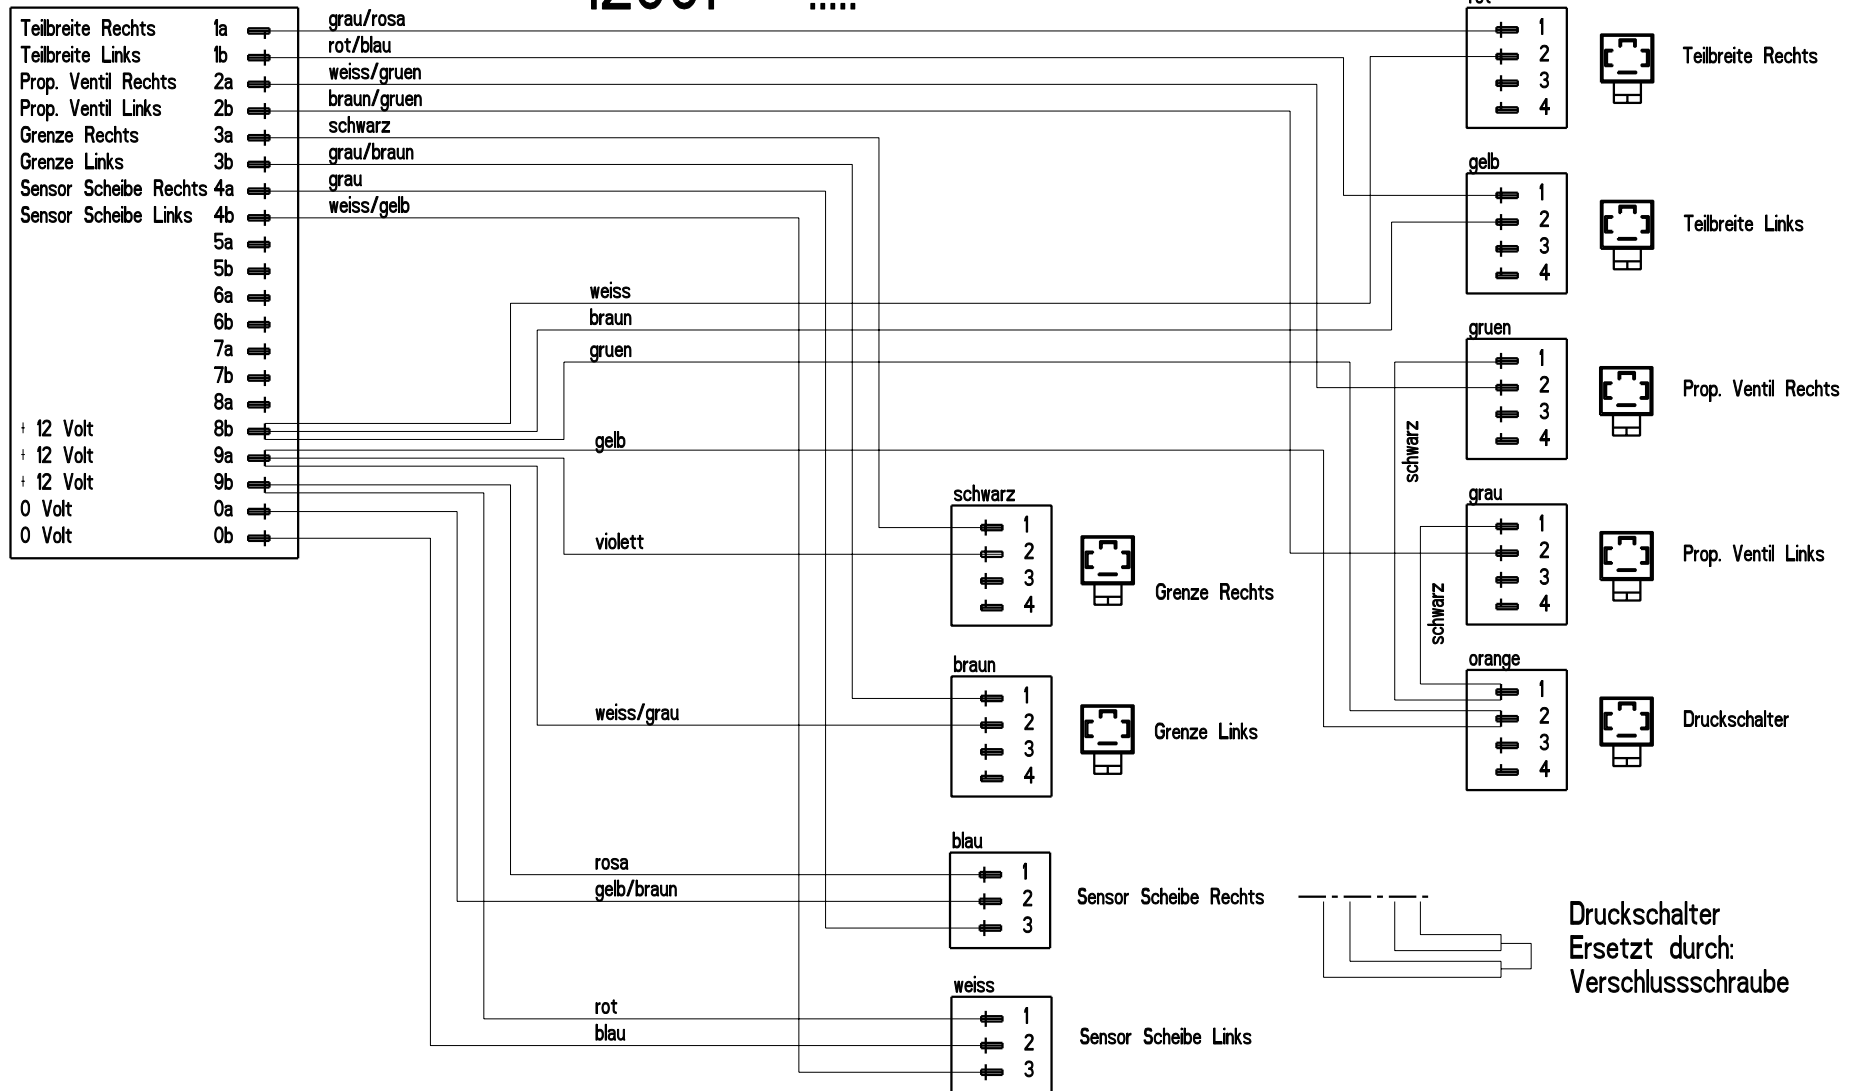 Teilbreite Rechts 1a
Teilbreite Links 1b
Prop. Ventil Rechts 2a
Prop. Ventil Links 2b
Grenze Rechts 3a
Grenze Links 3b
Sensor Scheibe Rechts 4a
Sensor Scheibe Links 4b
5a
5b
6a
6b
7a
7b
8a
+ 12 Volt 8b
+ 12 Volt 9a
+ 12 Volt 9b
0 Volt 0a
0 Volt 0b
grau/rosa
rot/blau
weiss/gruen
braun/gruen
schwarz
grau/braun
grau
weiss/gelb
weiss
braun
gruen
gelb
violett
weiss/grau
rosa
gelb/braun
rot
blau
schwarz
1
2
3
4
Grenze Rechts
braun
1
2
3
4
Grenze Links
blau
1
2
3
Sensor Scheibe Rechts
weiss
1
2
3
Sensor Scheibe Links
1
2
3
4
Teilbreite Rechts
gelb
1
2
3
4
Teilbreite Links
gruen
1
2
3
4
Prop. Ventil Rechts
schwarz
grau
1
2
3
4
Prop. Ventil Links
schwarz
orange
1
2
3
4
Druckschalter
Druckschalter
Ersetzt durch:
Verschlussschraube